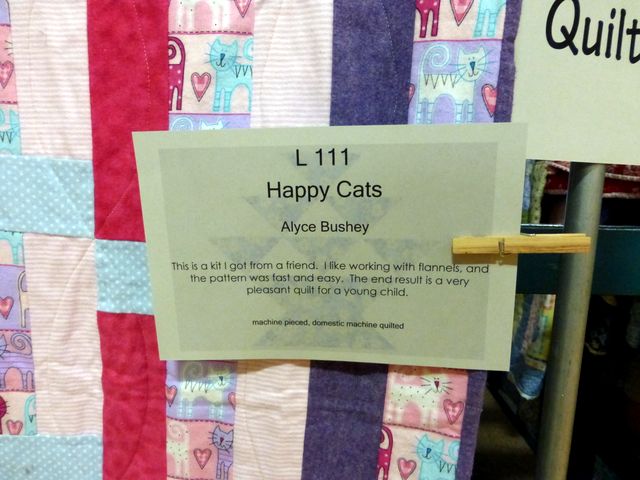 Quilt
L 111
Happy Cats
Alyce Bushey
This is a kit I got from a friend. I like working with flannels, and
the pattern was fast and easy. The end result is a very
pleasant quilt for a young child.
machine pieced, domestic machine quilted